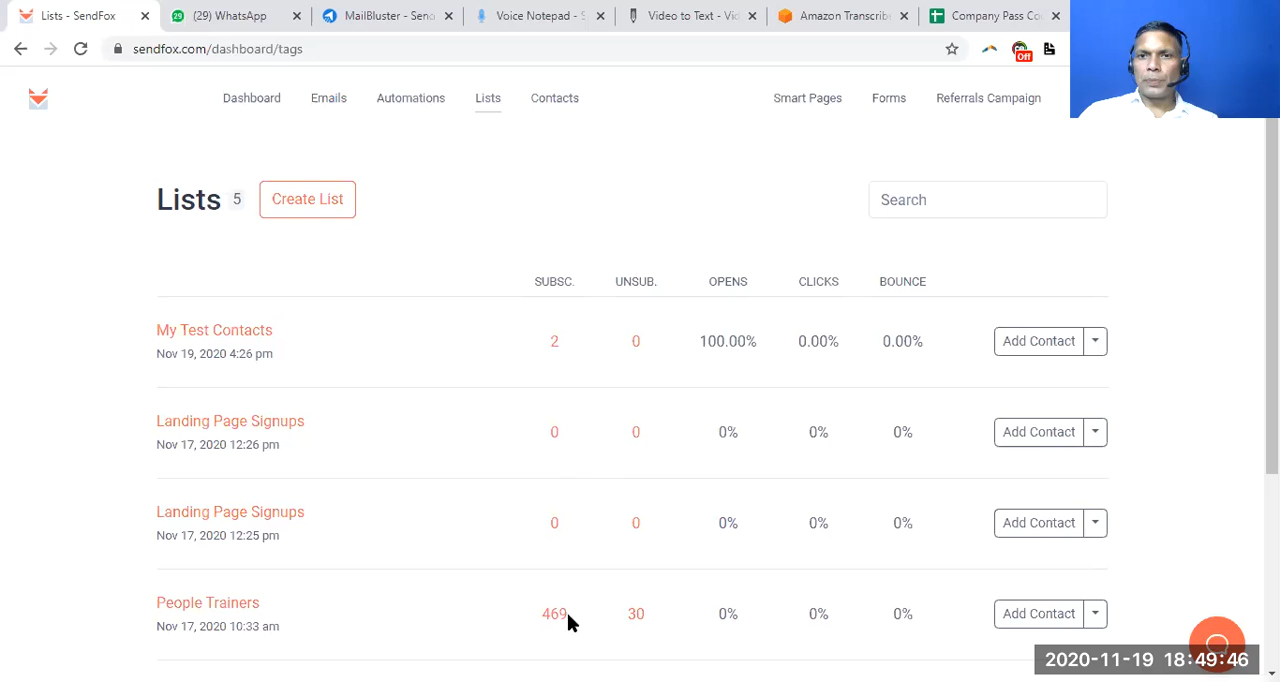 Lists - SendFox
(29) WhatsApp
MailBluster - Send
Voice Notepad - S
Video to Text - Vi
Amazon Transcrib
Company Pass Co
sendfox.com/dashboard/tags
Off
Dashboard Emails Automations Lists Contacts Smart Pages Forms Referrals Campaign
Lists 5 Create List Search
SUBSC. UNSUB. OPENS CLICKS BOUNCE
My Test Contacts 2 0 100.00% 0.00% 0.00% Add Contact
Nov 19, 2020 4:26 pm
Landing Page Signups 0 0 0% 0% 0% Add Contact
Nov 17, 2020 12:26 pm
Landing Page Signups 0 0 0% 0% 0% Add Contact
Nov 17, 2020 12:25 pm
People Trainers 469 30 0% 0% 0% Add Contact
Nov 17, 2020 10:33 am
2020-11-19 18:49:46